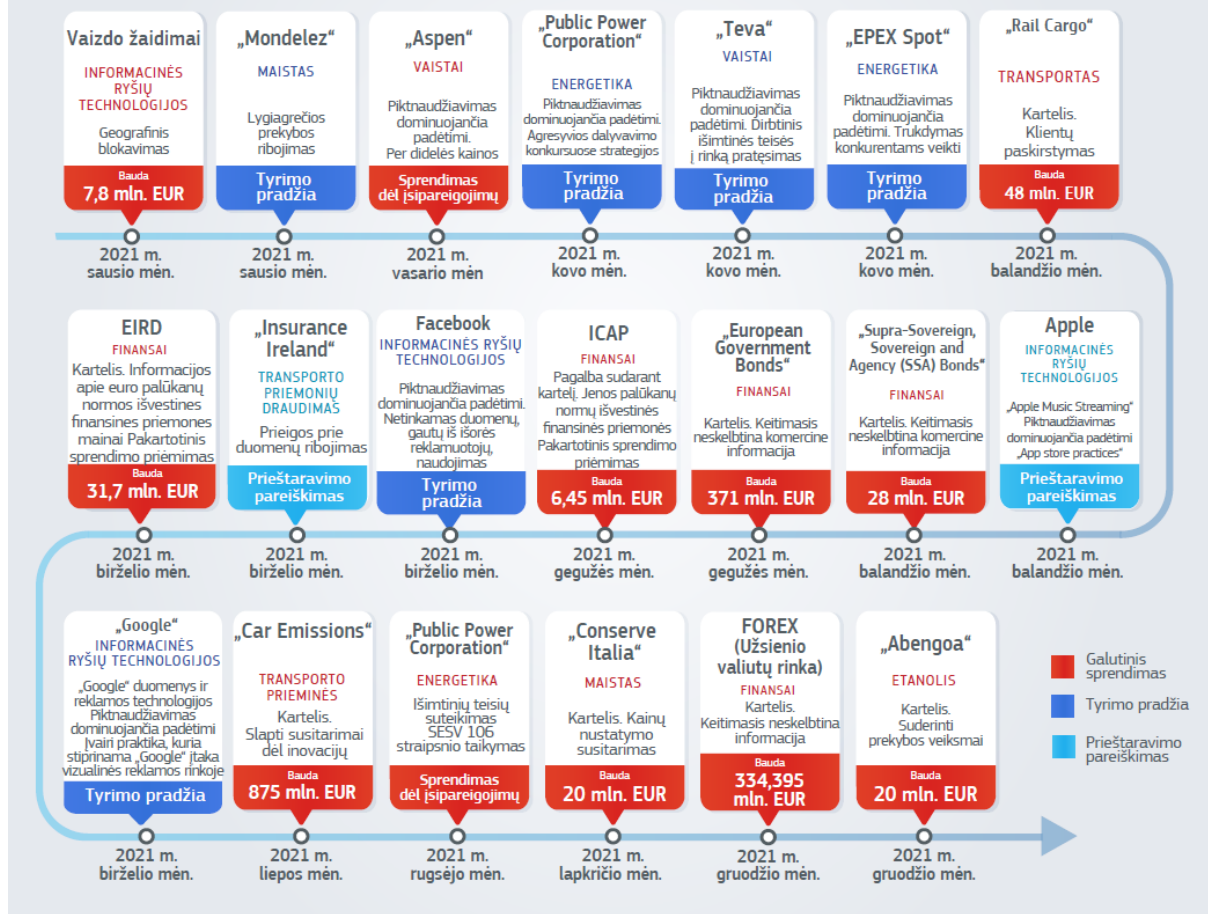 Vaizdo žaidimai
INFORMACINĖS
RYŠIŲ
TECHNOLOGIJOS
Geografinis
blokavimas
Bauda
7,8 mln. EUR
2021 m.
sausio mėn.
„Mondelez“
MAISTAS
Lygiagrečios
prekybos
ribojimas
Tyrimo
pradžia
2021 m.
sausio mėn.
„Aspen“
VAISTAI
Piktnaudžiavimas
dominuojančia
padėtimi.
Per didelės kainos
Sprendimas
dėl įsipareigojimų
2021 m.
vasario mėn
„Public Power
Corporation“
ENERGETIKA
Piktnaudžiavimas
dominuojančia padėtimi.
Agresyvios dalyvavimo
konkursuose strategijos
Tyrimo
pradžia
2021 m.
kovo mėn.
„Teva“
VAISTAI
Piktnaudžiavimas
dominuojančia
padėtimi. Dirbtinis
išimtinės teisės
į rinką pratęsimas
Tyrimo
pradžia
2021 m.
kovo mėn.
„EPEX Spot“
ENERGETIKA
Piktnaudžiavimas
dominuojančia
padėtimi. Trukdymas
konkurentams veikti
Tyrimo
pradžia
2021 m.
kovo mėn.
„Rail Cargo“
TRANSPORTAS
Kartelis.
Klientų
paskirstymas
Bauda
48 mln. EUR
2021 m.
balandžio mėn.
EIRD
FINANSAI
Kartelis. Informacijos
apie euro palūkanų
normos išvestines
finansines priemones
mainai Pakartotinis
sprendimo priėmimas
Bauda
31,7 mln. EUR
2021 m.
birželio mėn.
„Insurance
Ireland“
TRANSPORTO
PRIEMONIŲ
DRAUDIMAS
Prieigos prie
duomenų ribojimas
Prieštaravimo
pareiškimas
2021 m.
birželio mėn.
Facebook
INFORMACINĖS RYŠIŲ
TECHNOLOGIJOS
Piktnaudžiavimas
dominuojančia padėtimi.
Netinkamas duomenų,
gautų iš išorės
reklamuotojų,
naudojimas
Tyrimo
pradžia
2021 m.
birželio mėn.
ICAP
FINANSAI
Pagalba sudarant
kartelį. Jenos palūkanų
normų išvestinės
finansinės priemonės
Pakartotinis sprendimo
priėmimas
Bauda
6,45 mln. EUR
2021 m.
gegužės mėn.
„European
Government
Bonds“
FINANSAI
Kartelis. Keitimasis
neskelbtina komercine
informacija
Bauda
371 mln. EUR
2021 m.
gegužės mėn.
„Supra-Sovereign,
Sovereign and
Agency (SSA) Bonds“
FINANSAI
Kartelis. Keitimasis
neskelbtina komercine
informacija
Bauda
28 mln. EUR
2021 m.
balandžio mėn.
Apple
INFORMACINĖS
RYŠIŲ
TECHNOLOGIJOS
„Apple Music Streaming“
Piktnaudžiavimas
dominuojančia padėtimi
„App store practices“
Prieštaravimo
pareiškimas
2021 m.
balandžio mėn.
„Google“
INFORMACINĖS
RYŠIŲ TECHNOLOGIJOS
„Google“ duomenys ir
reklamos technologijos
Piktnaudžiavimas
dominuojančia padėtimi
Įvairi praktika, kuria
stiprinama „Google“ įtaka
vizualinės reklamos rinkoje
Tyrimo pradžia
2021 m.
birželio mėn.
„Car Emissions“
TRANSPORTO
PRIEMINĖS
Kartelis.
Slapti susitarimai
dėl inovacijų
Bauda
875 mln. EUR
2021 m.
liepos mėn.
„Public Power
Corporation“
ENERGETIKA
Išimtinių teisių
suteikimas
SESV 106
straipsnio taikymas
Sprendimas
dėl įsipareigojimų
2021 m.
rugsėjo mėn.
„Conserve
Italia“
MAISTAS
Kartelis. Kainų
nustatymo
susitarimas
Bauda
20 mln. EUR
2021 m.
lapkričio mėn.
FOREX
(Užsienio
valiutų rinka)
FINANSAI
Kartelis.
Keitimasis neskelbtina
informacija
Bauda
334,395
mln. EUR
2021 m.
gruodžio mėn.
„Abengoa“
ETANOLIS
Kartelis.
Suderinti
prekybos veiksmai
Bauda
20 mln. EUR
2021 m.
gruodžio mėn.
Galutinis
sprendimas
Tyrimo pradžia
Prieštaravimo
pareiškimas